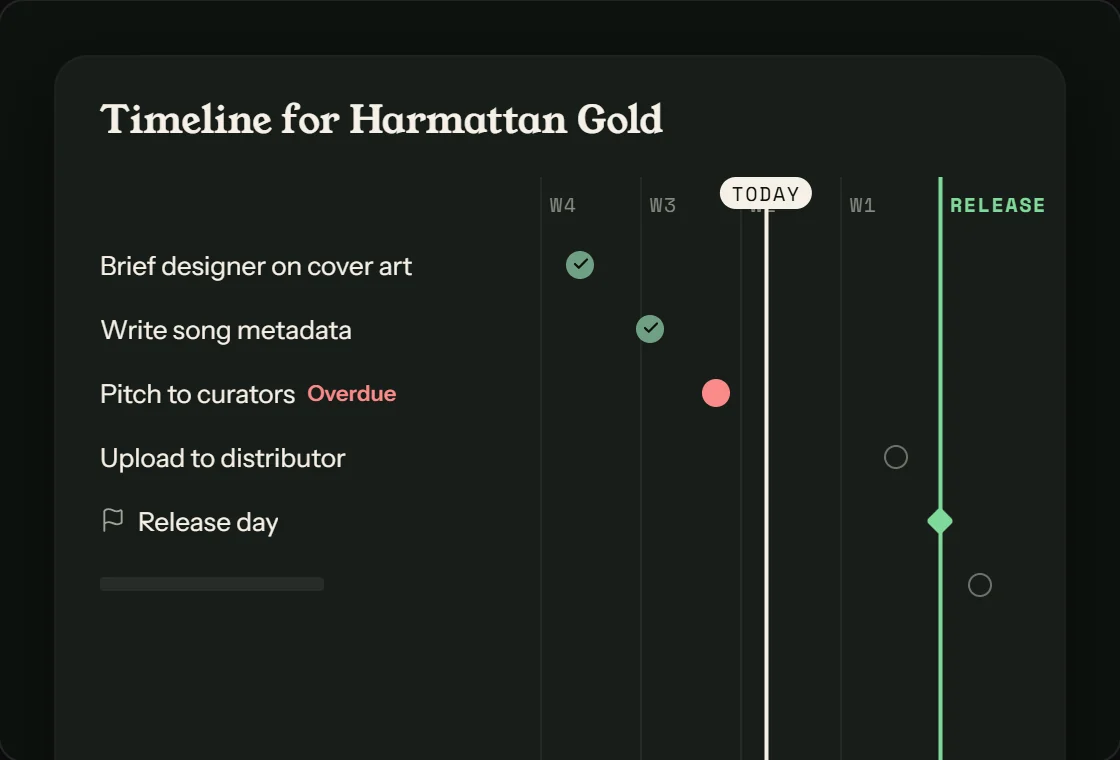 Timeline for Harmattan Gold
W4
W3
TODAY
W1
RELEASE
Brief designer on cover art
Write song metadata
Pitch to curators Overdue
Upload to distributor
Release day